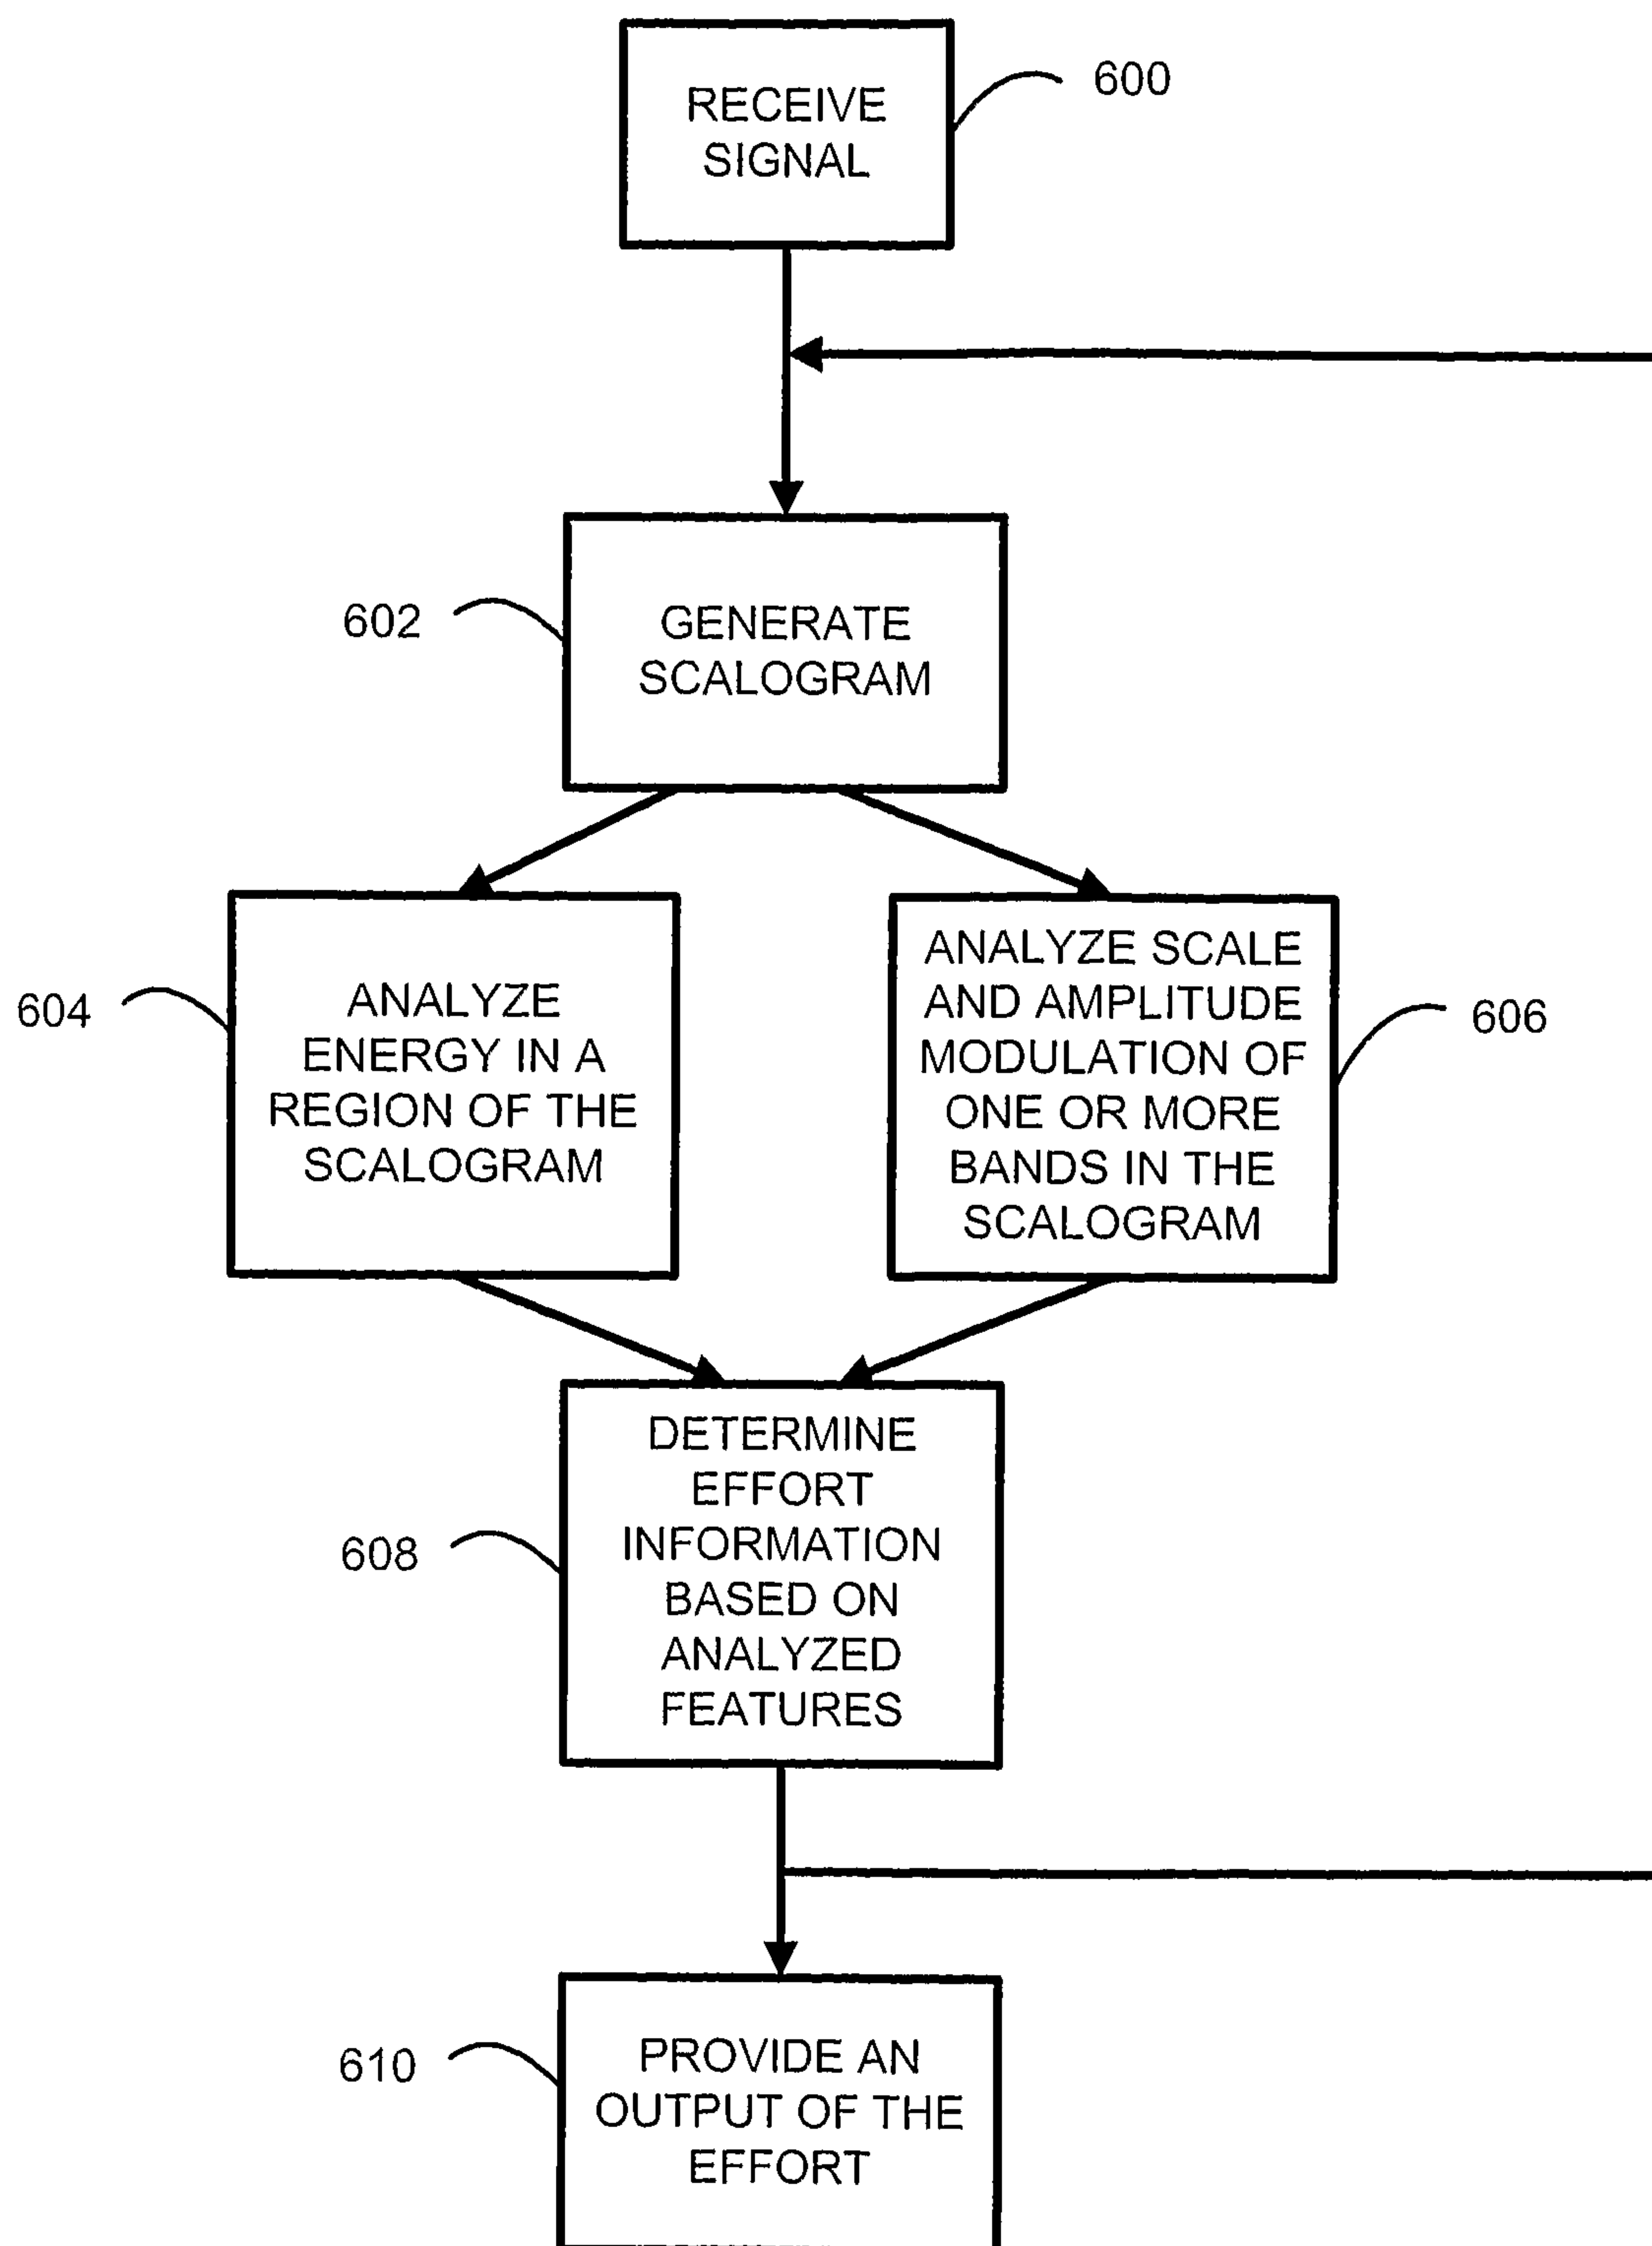 RECEIVE
SIGNAL
600
602
GENERATE
SCALOGRAM
604
ANALYZE
ENERGY IN A
REGION OF THE
SCALOGRAM
ANALYZE SCALE
AND AMPLITUDE
MODULATION OF
ONE OR MORE
BANDS IN THE
SCALOGRAM
606
608
DETERMINE
EFFORT
INFORMATION
BASED ON
ANALYZED
FEATURES
610
PROVIDE AN
OUTPUT OF THE
EFFORT